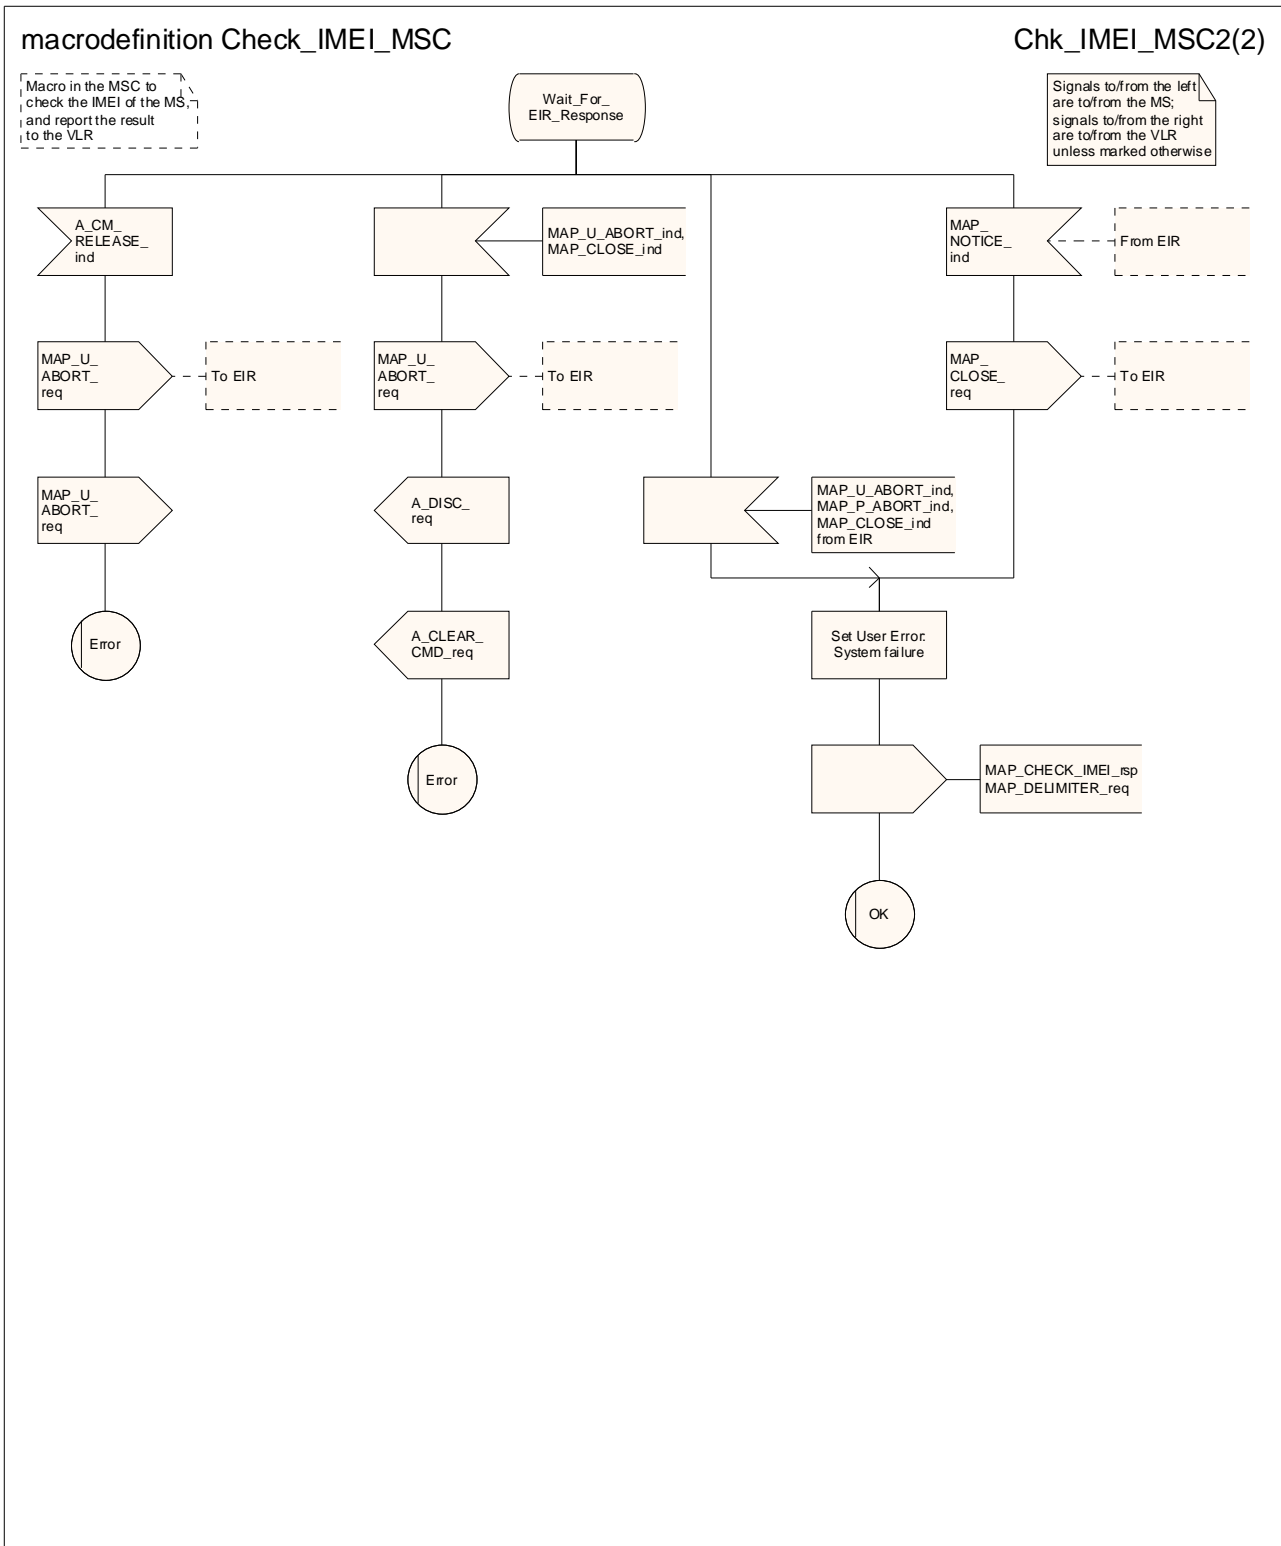 macrodefinition Check_IMEI_MSC
Chk_IMEI_MSC2(2)
Macro in the MSC to
check the IMEI of the MS,
and report the result
to the VLR
Wait_For_
EIR_Response
Signals to/from the left
are to/from the MS;
signals to/from the right
are to/from the VLR
unless marked otherwise
A_CM_
RELEASE_
ind
MAP_U_ABORT_ind,
MAP_CLOSE_ind
MAP_
NOTICE_
ind
From EIR
MAP_U_
ABORT_
req
To EIR
MAP_U_
ABORT_
req
To EIR
MAP_
CLOSE_
req
To EIR
MAP_U_
ABORT_
req
A_DISC_
req
MAP_U_ABORT_ind,
MAP_P_ABORT_ind,
MAP_CLOSE_ind
from EIR
Error
A_CLEAR_
CMD_req
Set User Error:
System failure
Error
MAP_CHECK_IMEI_rsp
MAP_DELIMITER_req
OK